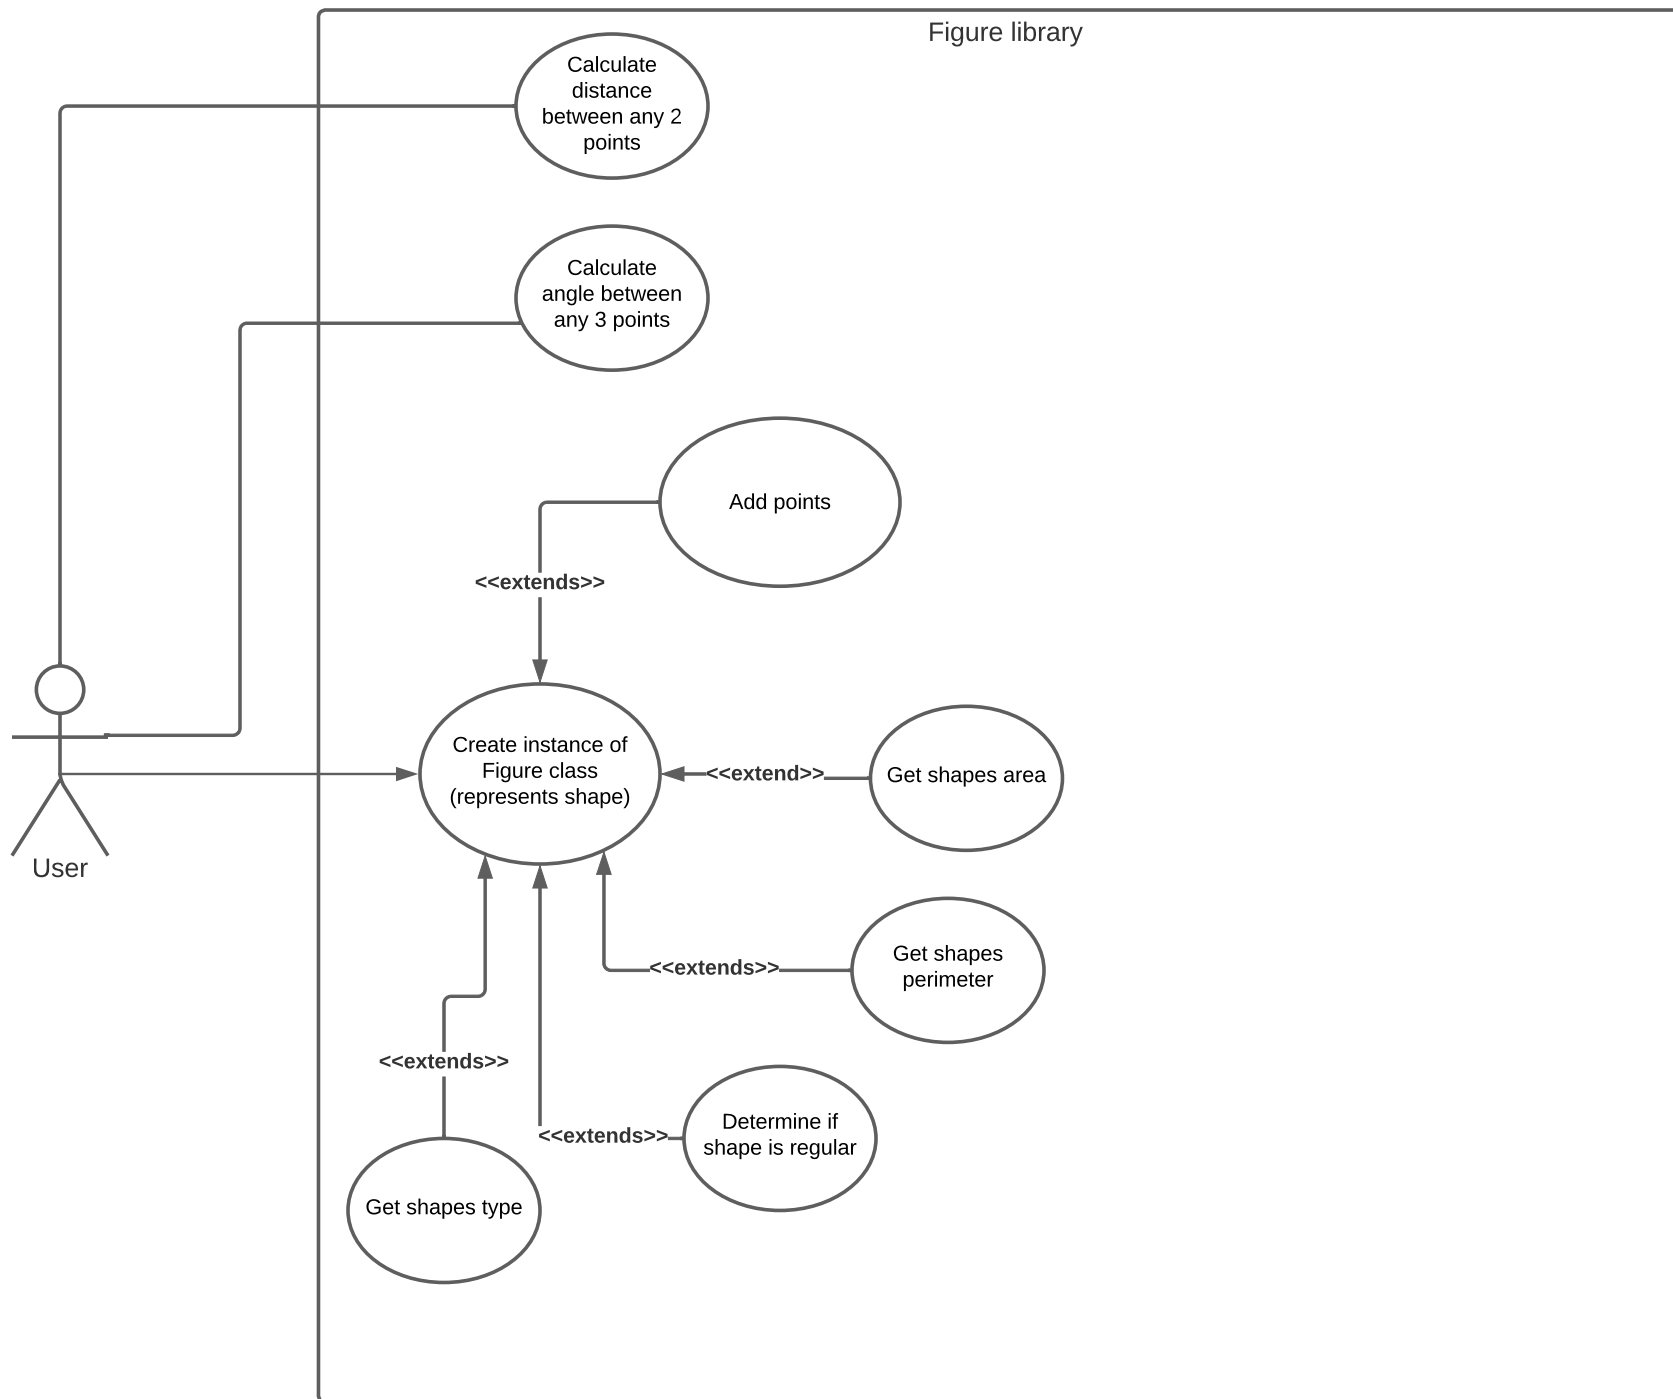 Figure library
Calculate
distance
between any 2
points
Calculate
angle between
any 3 points
Add points
<<extends>>
Create instance of
Figure class
(represents shape)
<<extend>>
Get shapes area
User
Get shapes
perimeter
<<extends>>
<<extends>>
Determine if
shape is regular
<<extends>>
Get shapes type